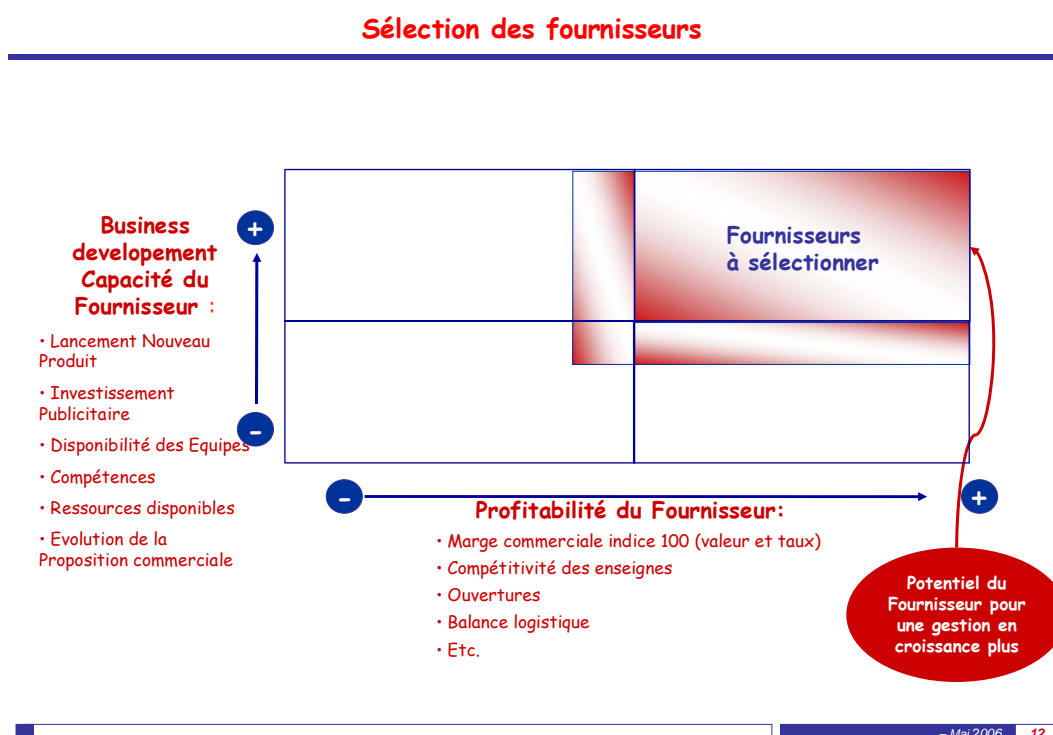 Sélection des fournisseurs
Business
developement
Capacité du
Fournisseur :
• Lancement Nouveau
Produit
• Investissement
Publicitaire
• Disponibilité des Equipes
• Compétences
• Ressources disponibles
• Evolution de la
Proposition commerciale
+
-
Fournisseurs
à sélectionner
-
+
Profitabilité du Fournisseur:
• Marge commerciale indice 100 (valeur et taux)
• Compétitivité des enseignes
• Ouvertures
• Balance logistique
• Etc.
Potentiel du
Fournisseur pour
une gestion en
croissance plus
– Mai 2006
12